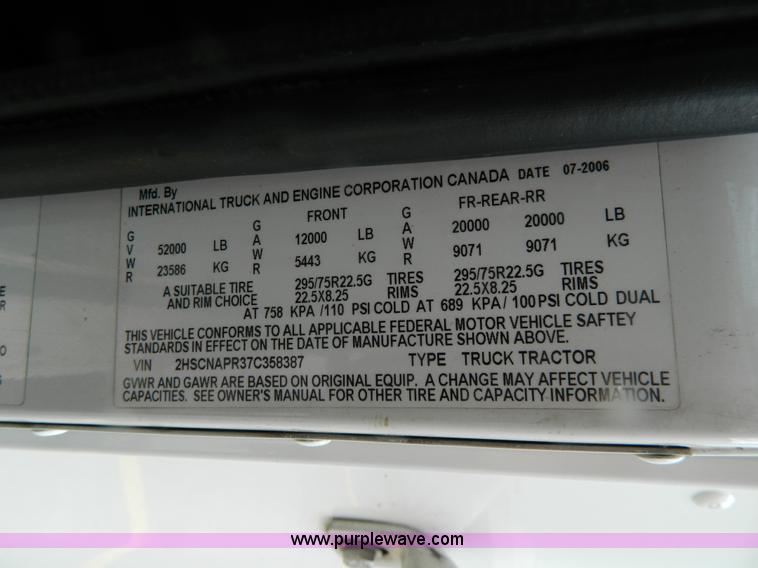 Mfd. By
INTERNATIONAL TRUCK AND ENGINE CORPORATION CANADA DATE 07-2006
G FRONT G FR-REAR-RR
G V W R 52000 LB A 12000 LB A 20000 20000 LB
23586 KG W R 5443 KG W R 9071 9071 KG
A SUITABLE TIRE 295/75R22.5G TIRES 295/75R22.5G TIRES
AND RIM CHOICE 22.5X8.25 RIMS 22.5X8.25 RIMS
AT 758 KPA /110 PSI COLD AT 689 KPA/ 100 PSI COLD DUAL
THIS VEHICLE CONFORMS TO ALL APPLICABLE FEDERAL MOTOR VEHICLE SAFTEY
STANDARDS IN EFFECT ON THE DATE OF MANUFACTURE SHOWN ABOVE.
VIN 2HSCNAPR37C358387 TYPE TRUCK TRACTOR
GVWR AND GAWR ARE BASED ON ORIGINAL EQUIP. A CHANGE MAY AFFECT VEHICLE
CAPACITIES. SEE OWNER'S MANUAL FOR OTHER TIRE AND CAPACITY INFORMATION.
www.purplewave.com